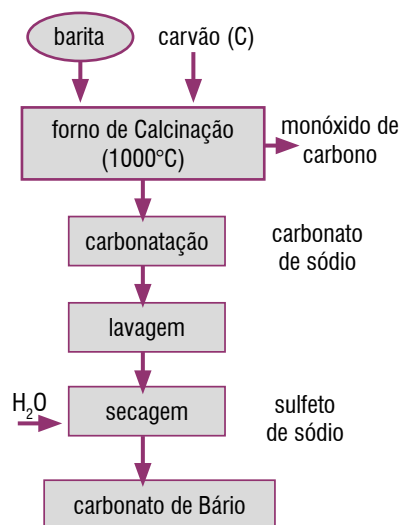 barita
carvão (C)
forno de Calcinação
(1000°C)
monóxido de
carbono
carbonatação
carbonato
de sódio
lavagem
H₂O
secagem
sulfeto
de sódio
carbonato de Bário